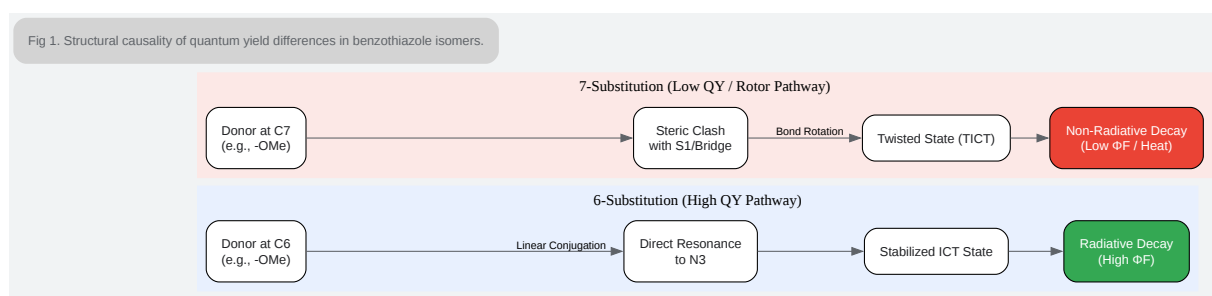 Fig 1. Structural causality of quantum yield differences in benzothiazole isomers.
7-Substitution (Low QY / Rotor Pathway)
Donor at C7
(e.g., -OMe)
Steric Clash
with S1/Bridge
Bond Rotation
Twisted State (TICT)
Non-Radiative Decay
(Low ΦF / Heat)
6-Substitution (High QY Pathway)
Donor at C6
(e.g., -OMe)
Linear Conjugation
Direct Resonance
to N3
Stabilized ICT State
Radiative Decay
(High ΦF)